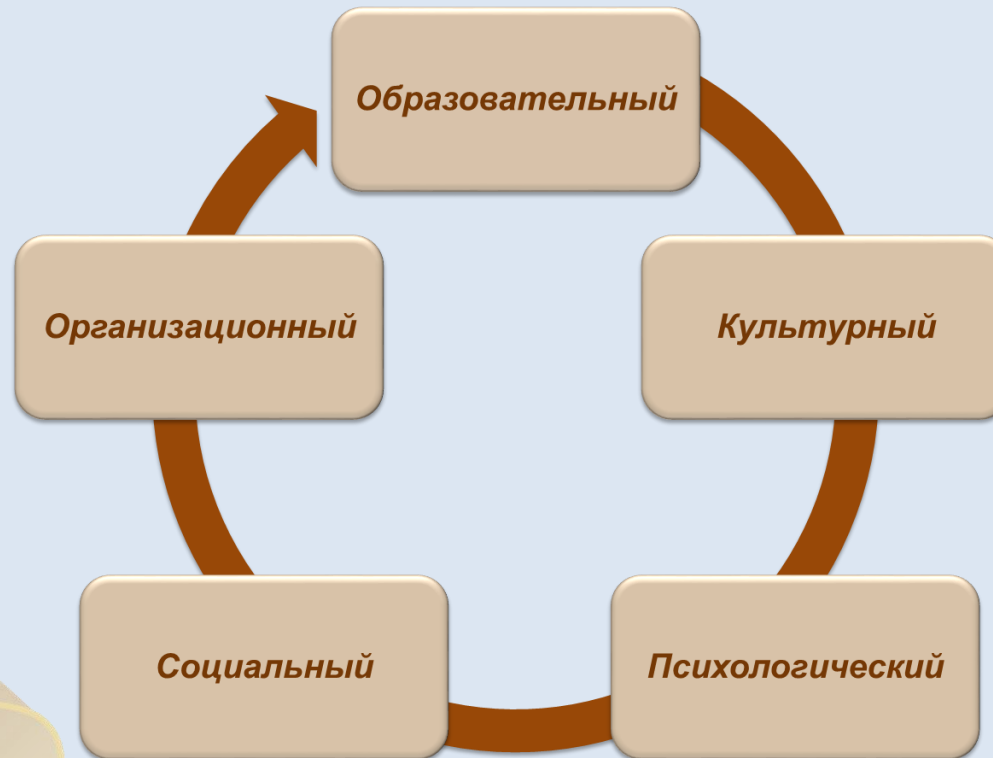 Образовательный
Культурный
Психологический
Социальный
Организационный